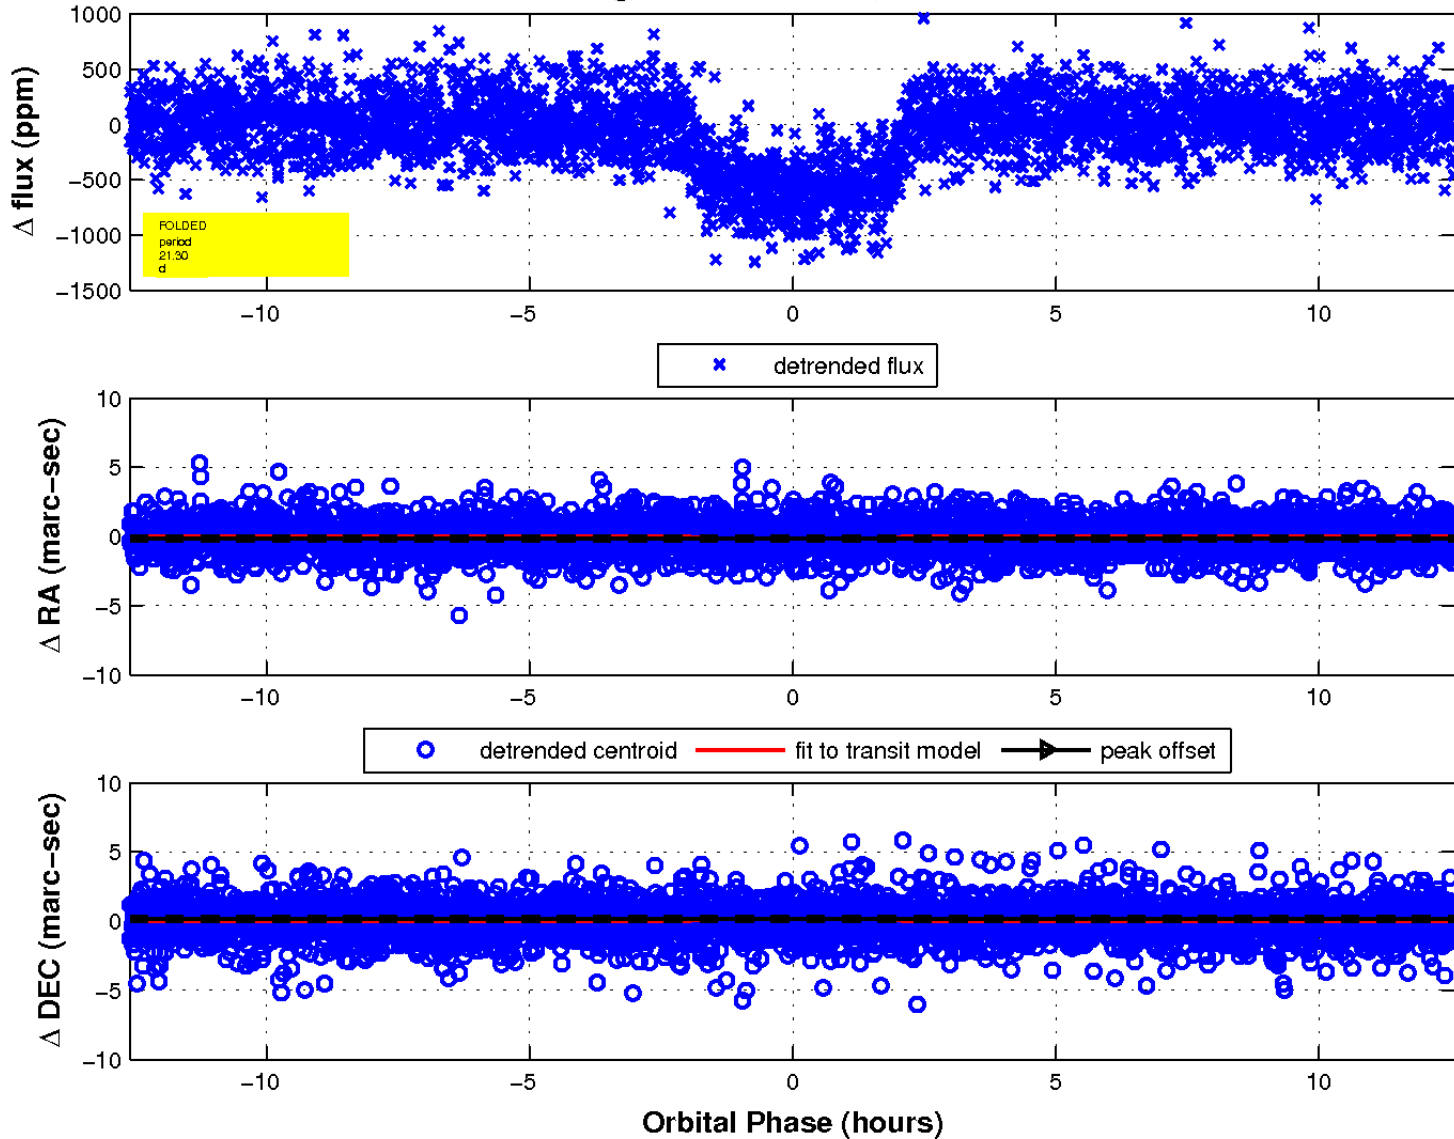 1000
500
0
−500
−1000
−1500
Δ flux (ppm)
FOLDED
period
21.30
d
−10 −5 0 5 10
detrended flux
10
5
0
−5
−10
Δ RA (marc−sec)
−10 −5 0 5 10
detrended centroid fit to transit model peak offset
10
5
0
−5
−10
Δ DEC (marc−sec)
−10 −5 0 5 10
Orbital Phase (hours)